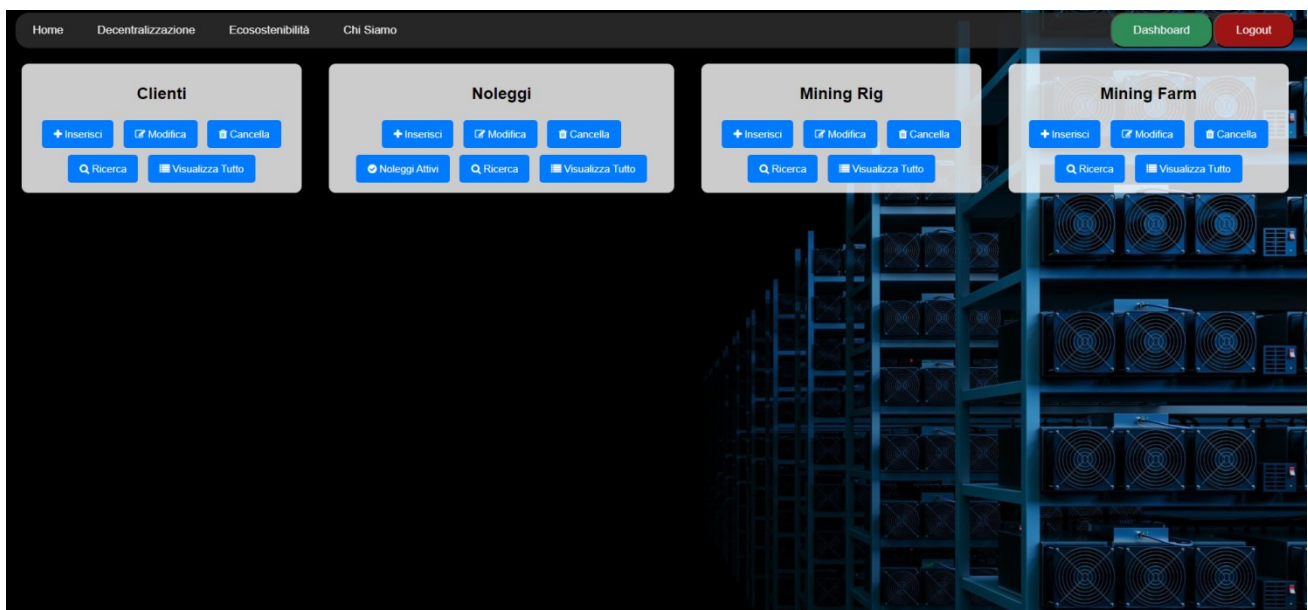 Home Decentralizzazione Ecosostenibilità Chi Siamo Dashboard Logout
Clienti
Inserisci Modifica Cancella
Ricerca Visualizza Tutto
Noleggi
Inserisci Modifica Cancella
Noleggi Attivi Ricerca Visualizza Tutto
Mining Rig
Inserisci Modifica Cancella
Ricerca Visualizza Tutto
Mining Farm
Inserisci Modifica Cancella
Ricerca Visualizza Tutto